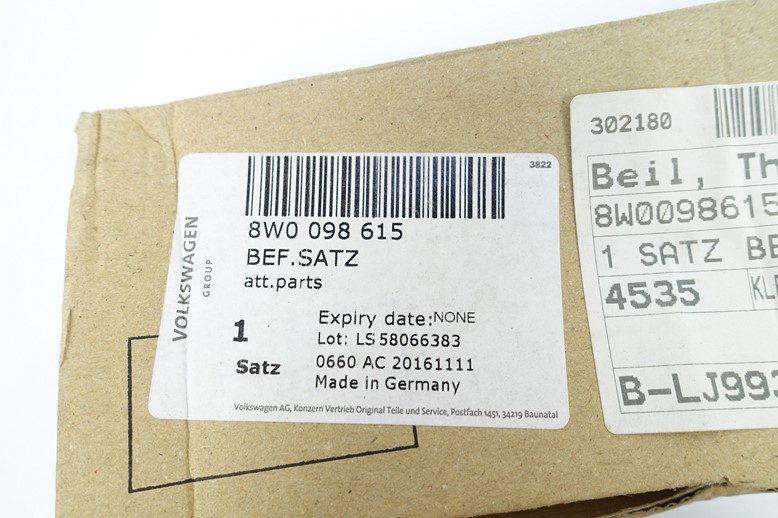 3822
8W0 098 615
BEF.SATZ
att.parts
VOLKSWAGEN
GROUP
1
Satz
Expiry date:NONE
Lot: LS 58066383
0660 AC 20161111
Made in Germany
Volkswagen AG, Konzern Vertrieb Original Teile und Service, Postfach 1451, 34219 Baunatal
302180
Beil, Th
8W0098615
1 SATZ BE
4535
B-LJ993